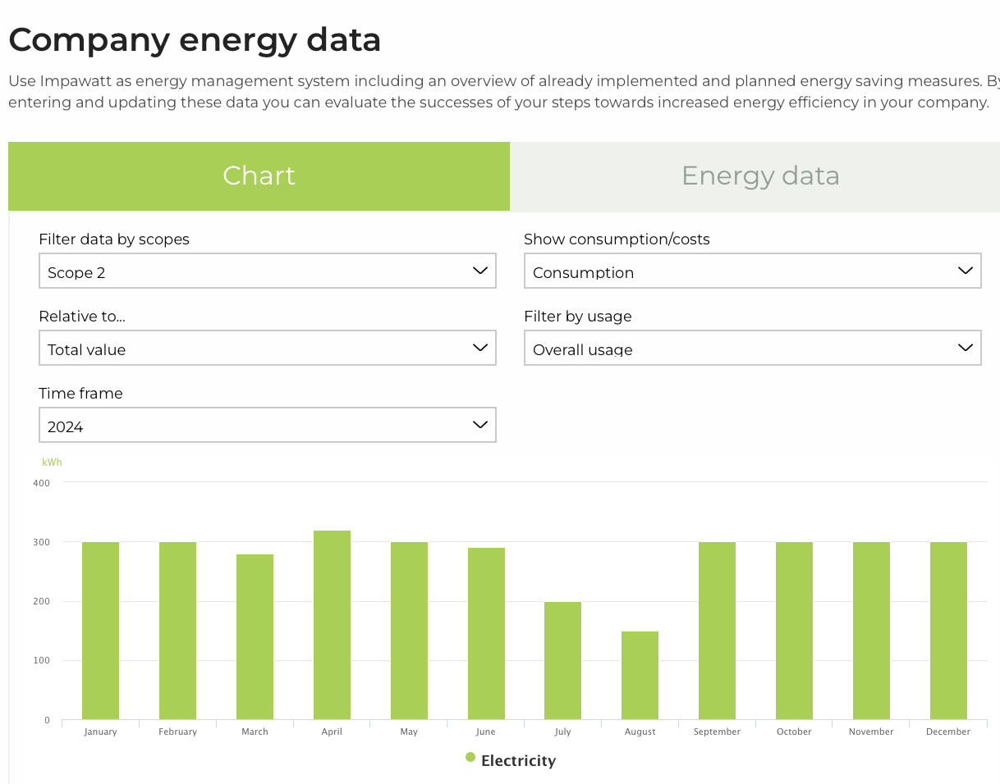 Company energy data
Use Impawatt as energy management system including an overview of already implemented and planned energy saving measures. By
entering and updating these data you can evaluate the successes of your steps towards increased energy efficiency in your company.
Chart
Energy data
Filter data by scopes
Show consumption/costs
Scope 2
Consumption
Relative to...
Filter by usage
Total value
Overall usage
Time frame
2024
kWh
400
300
200
100
0
January February March April May June July August September October November December
Electricity